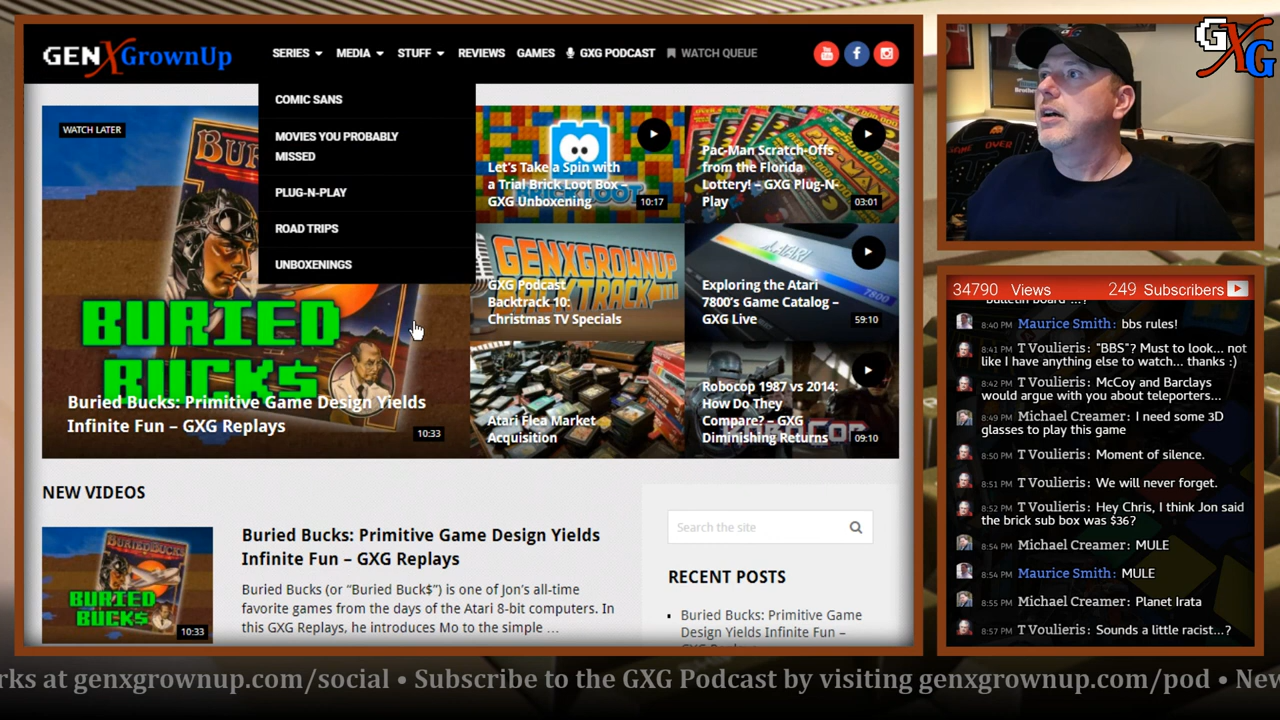 GENXGrownUp
SERIES MEDIA STUFF REVIEWS GAMES GXG PODCAST WATCH QUEUE
You Tube
COMIC SANS
MOVIES YOU PROBABLY
MISSED
PLUG-N-PLAY
ROAD TRIPS
UNBOXENINGS
WATCH LATER
BURIED
BUCK$
Buried Bucks: Primitive Game Design Yields
Infinite Fun – GXG Replays
10:33
Let's Take a Spin with
a Trial Brick Loot Box –
GXG Unboxening
10:17
Pac-Man Scratch-Offs
from the Florida
Lottery! – GXG Plug-N-
Play
03:01
GENXGROWNUP
BACKTRACK
GXG Podcast
Backtrack 10:
Christmas TV Specials
ATARI
7800
Exploring the Atari
7800's Game Catalog –
GXG Live
59:10
Atari Flea Market
Acquisition
Robocop 1987 vs 2014:
How Do They
Compare? – GXG
Diminishing Returns
09:10
NEW VIDEOS
BURIED BUCKS
BURIED
BUCK$
10:33
Buried Bucks: Primitive Game Design Yields
Infinite Fun – GXG Replays
Buried Bucks (or “Buried Buck$”) is one of Jon's all-time
favorite games from the days of the Atari 8-bit computers. In
this GXG Replays, he introduces Mo to the simple …
Search the site
RECENT POSTS
Buried Bucks: Primitive Game
Design Yields Infinite Fun –
GXG
GAME OVER
34790 Views 249 Subscribers
8:40 PM Maurice Smith: bbs rules!
8:41 PM T Voulieris: "BBS"? Must to look... not
like I have anything else to watch... thanks :)
8:42 PM T Voulieris: McCoy and Barclays
would argue with you about teleporters...
8:49 PM Michael Creamer: I need some 3D
glasses to play this game
8:50 PM T Voulieris: Moment of silence.
8:51 PM T Voulieris: We will never forget.
8:52 PM T Voulieris: Hey Chris, I think Jon said
the brick sub box was $36?
8:54 PM Michael Creamer: MULE
8:54 PM Maurice Smith: MULE
8:55 PM Michael Creamer: Planet Irata
8:57 PM T Voulieris: Sounds a little racist...?
rks at genxgrownup.com/social • Subscribe to the GXG Podcast by visiting genxgrownup.com/pod • New